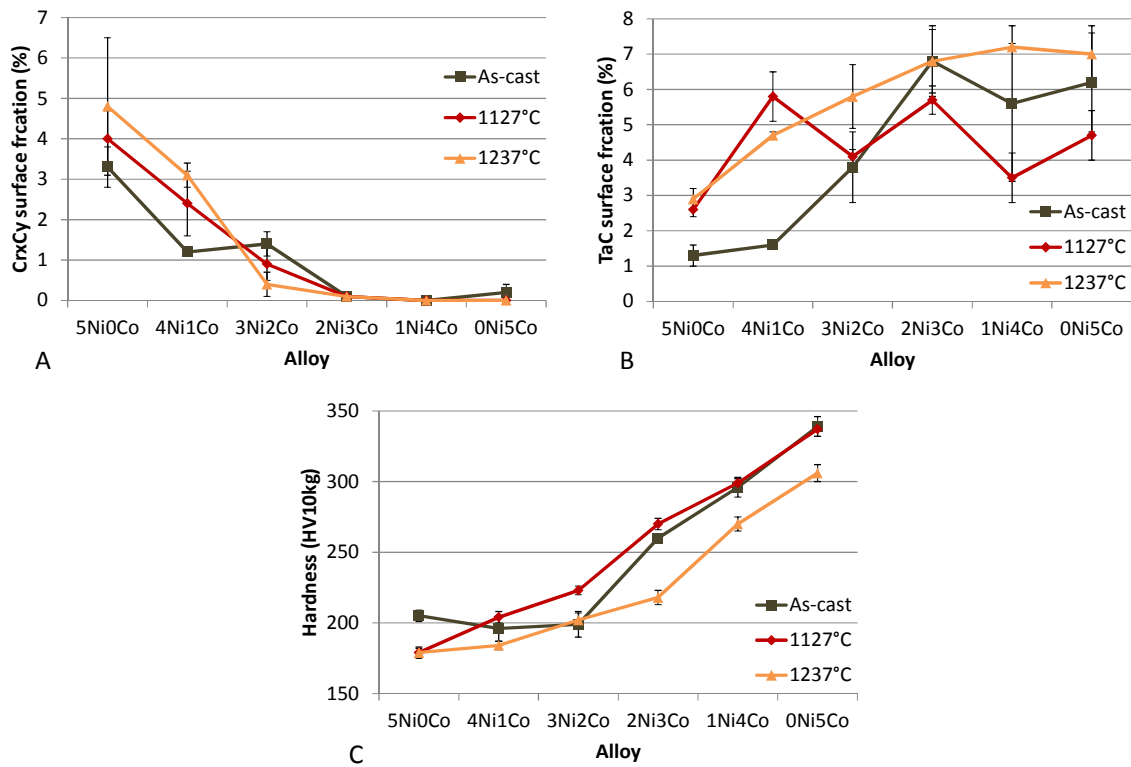 7
6
5
4
3
2
1
0
CrxCy surface frcation (%)
As-cast
1127°C
1237°C
5Ni0Co 4Ni1Co 3Ni2Co 2Ni3Co 1Ni4Co 0Ni5Co
Alloy
A
8
7
6
5
4
3
2
1
0
TaC surface frcation (%)
As-cast
1127°C
1237°C
5Ni0Co 4Ni1Co 3Ni2Co 2Ni3Co 1Ni4Co 0Ni5Co
Alloy
B
350
300
250
200
150
Hardness (HV10kg)
As-cast
1127°C
1237°C
5Ni0Co 4Ni1Co 3Ni2Co 2Ni3Co 1Ni4Co 0Ni5Co
Alloy
C